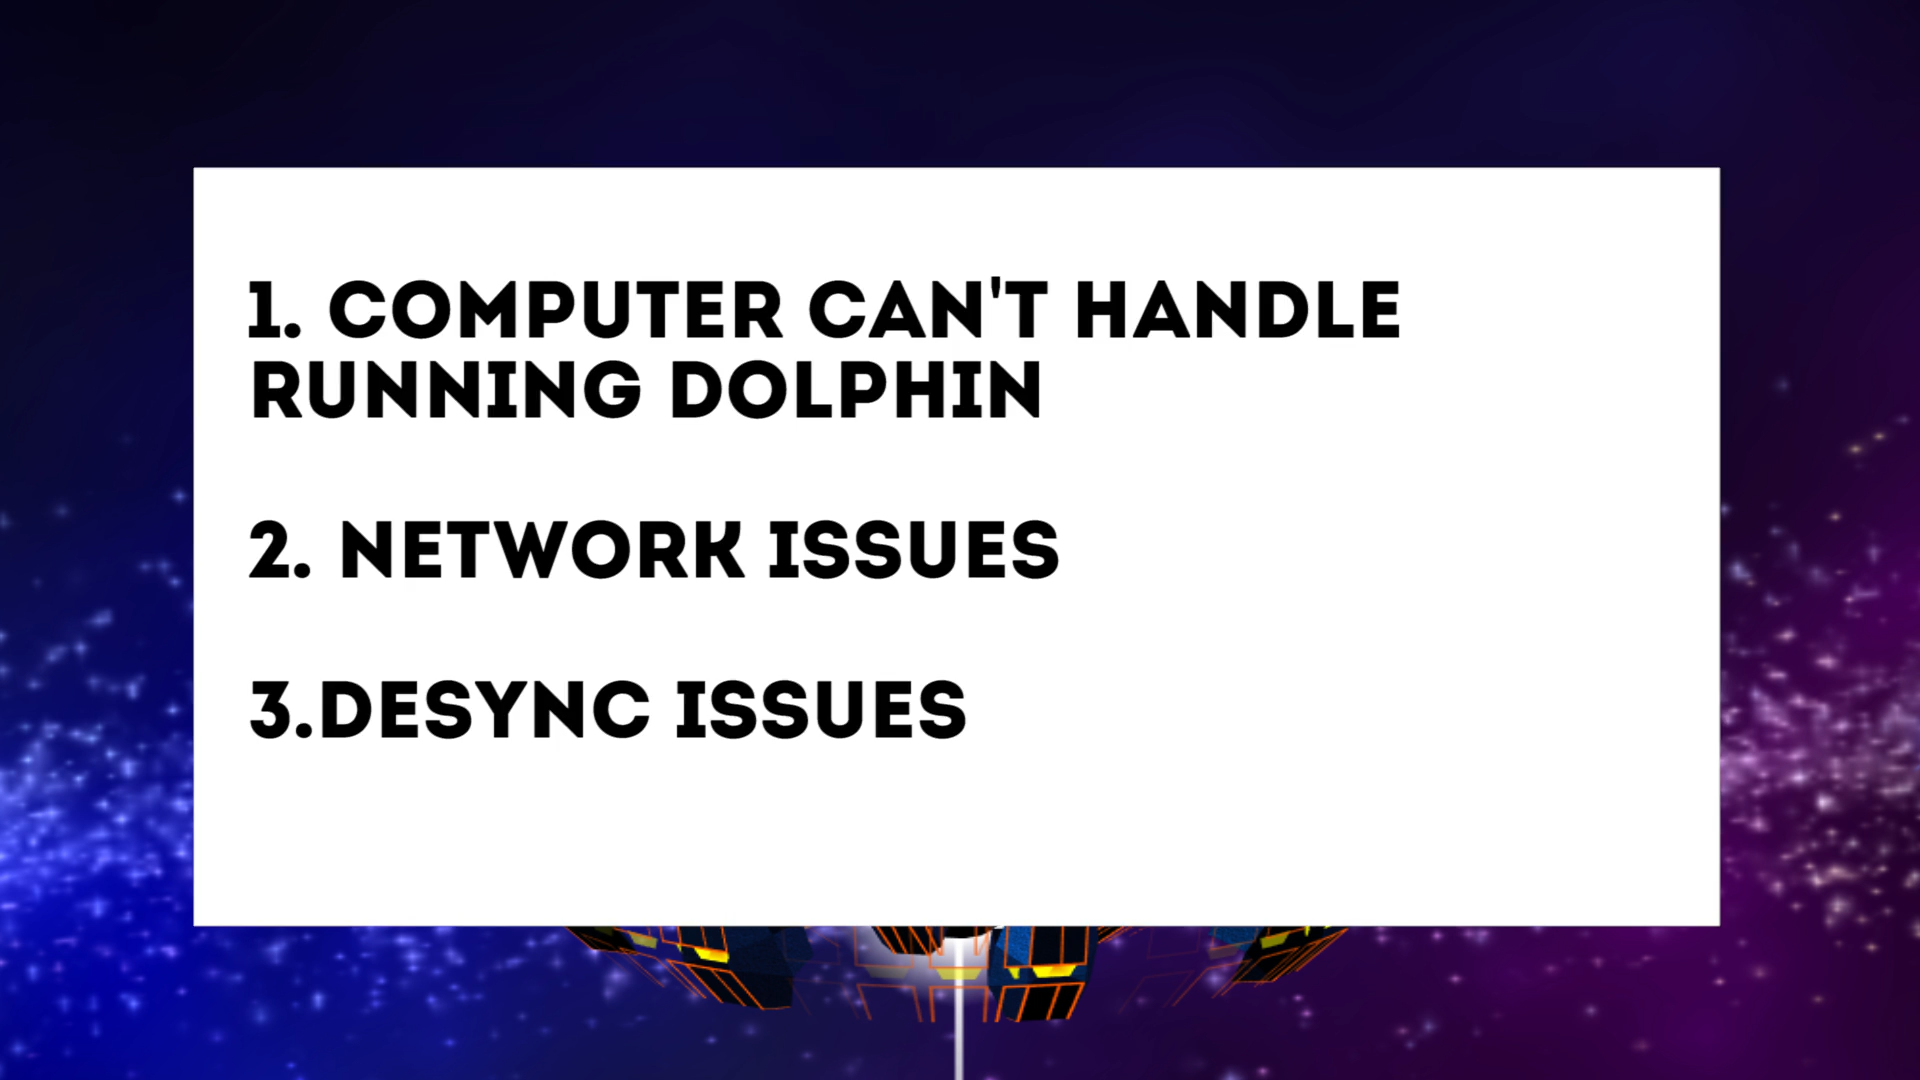 1. COMPUTER CAN'T HANDLE
RUNNING DOLPHIN
2. NETWORK ISSUES
3.DESYNC ISSUES